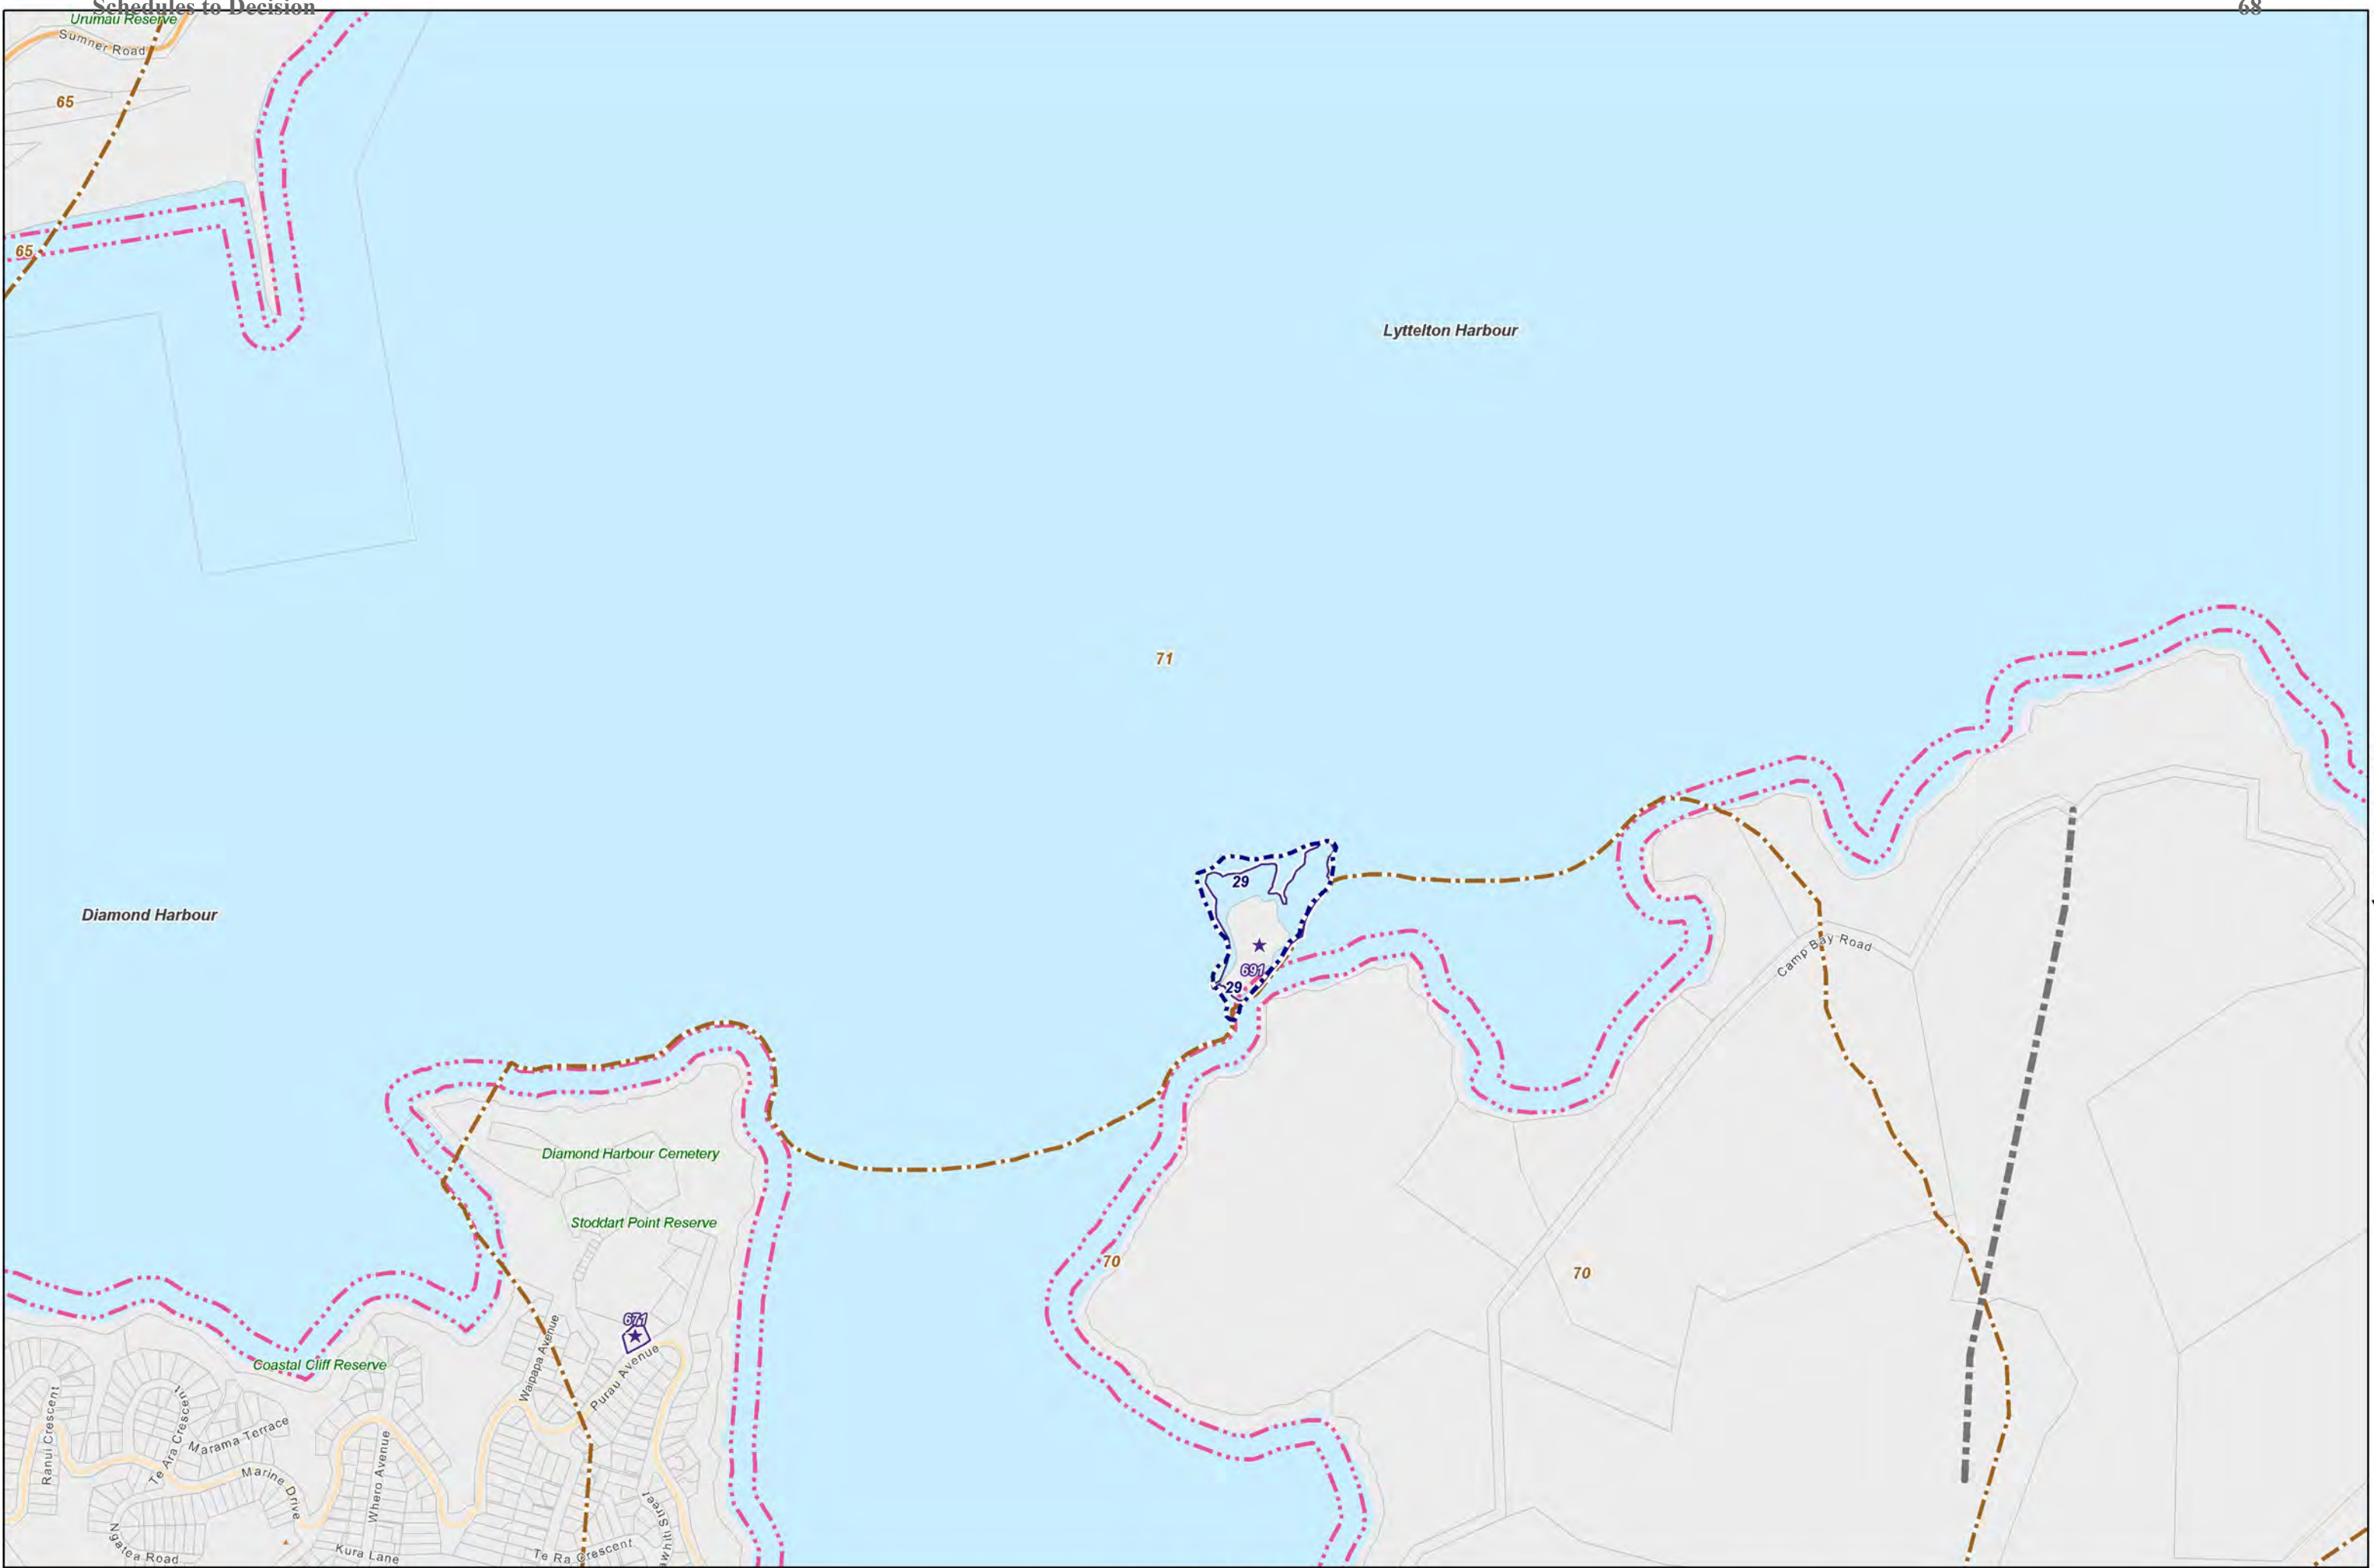 Schedules to Decision
68
Urumau Reserve
Sumner Road
65
65
Lyttelton Harbour
71
29
Diamond Harbour
691
29
Camp Bay Road
Diamond Harbour Cemetery
Stoddart Point Reserve
70
70
671
Waipapa Avenue
Purau Avenue
Coastal Cliff Reserve
Ranui Crescent
Te Ara Crescent
Marama Terrace
Marine Drive
Whero Avenue
Ngatea Road
Kura Lane
Te Ra Crescent
whill Street